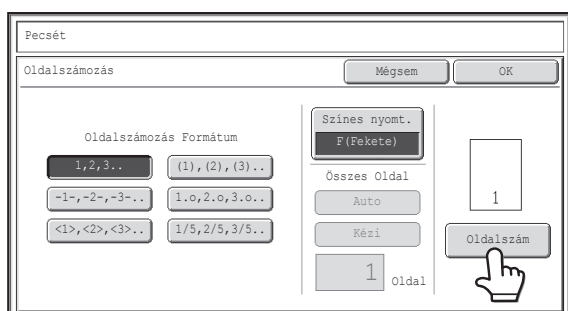 Pecsét
Oldalszámozás
Mégsem
OK
Oldalszámozás Formátum
1,2,3..
(1),(2),(3)..
-1-,-2-,-3-..
1.o,2.o,3.o..
<1>,<2>,<3>..
1/5,2/5,3/5..
Színes nyomt.
F(Fekete)
Összes Oldal
Auto
Kézi
1 Oldal
1
Oldalszám